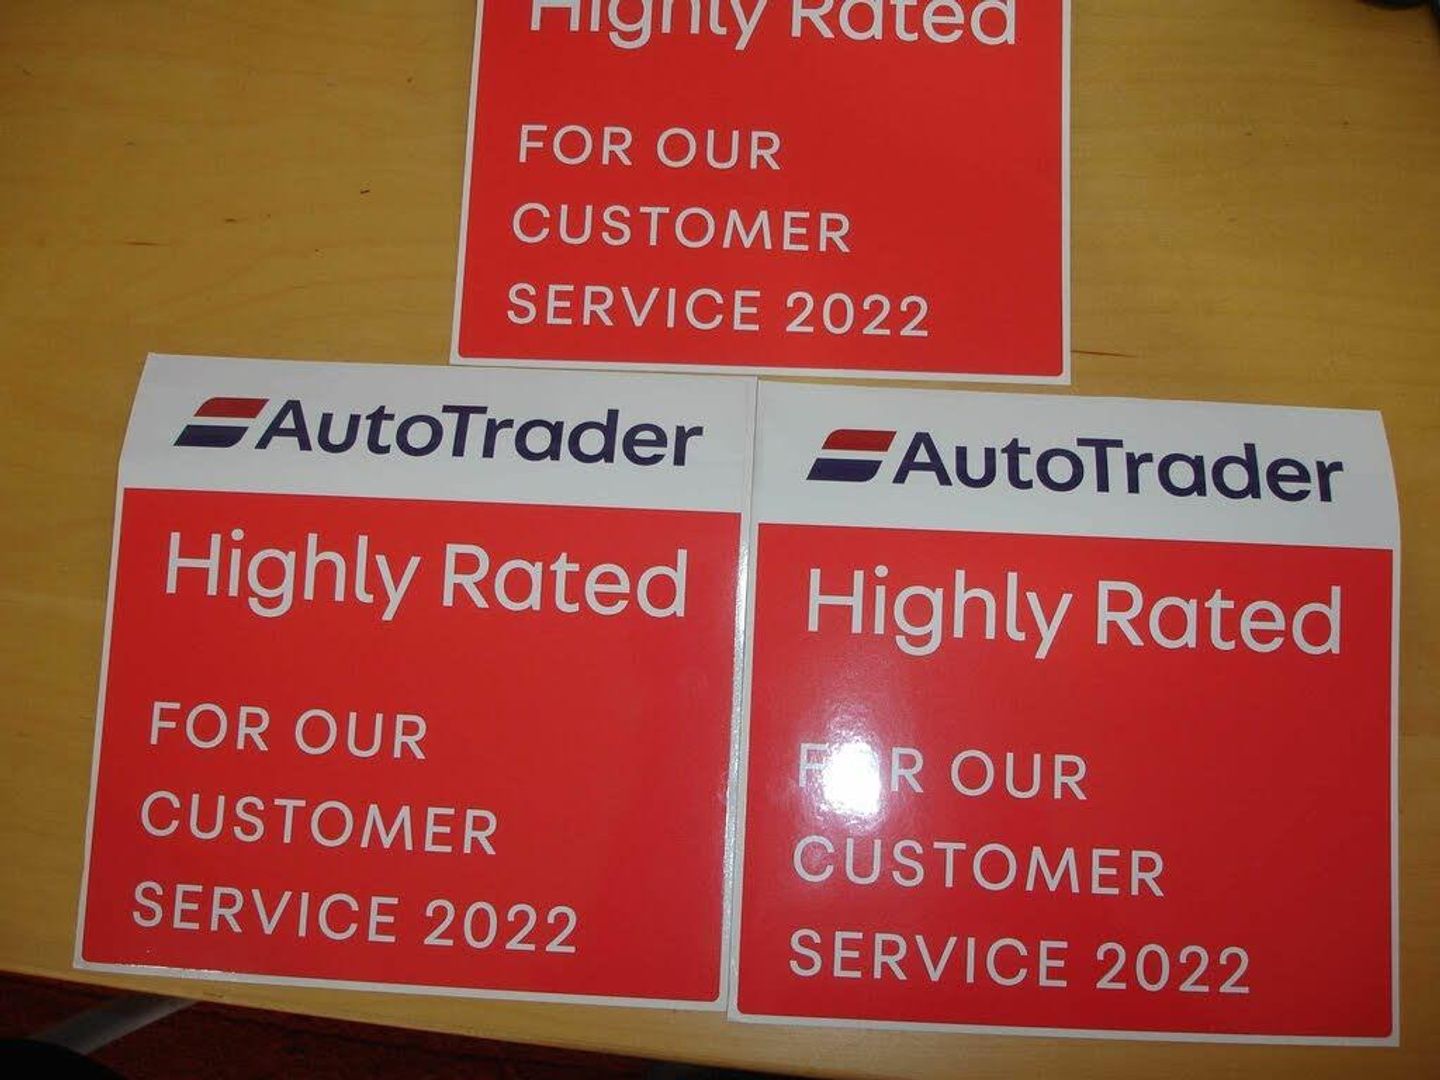 Highly Rated
FOR OUR
CUSTOMER
SERVICE 2022
AutoTrader
Highly Rated
FOR OUR
CUSTOMER
SERVICE 2022
AutoTrader
Highly Rated
FOR OUR
CUSTOMER
SERVICE 2022